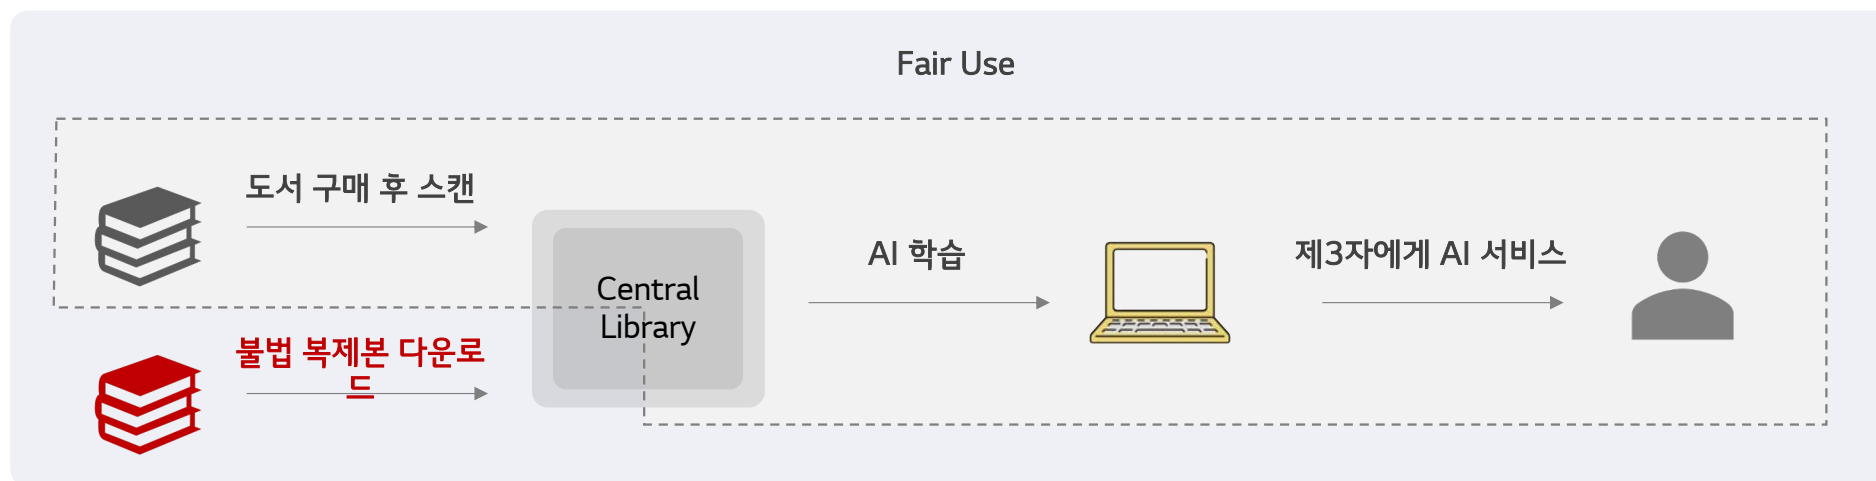 Fair Use
도서 구매 후 스캔
Central
Library
AI 학습
제3자에게 AI 서비스
불법 복제본 다운로
드